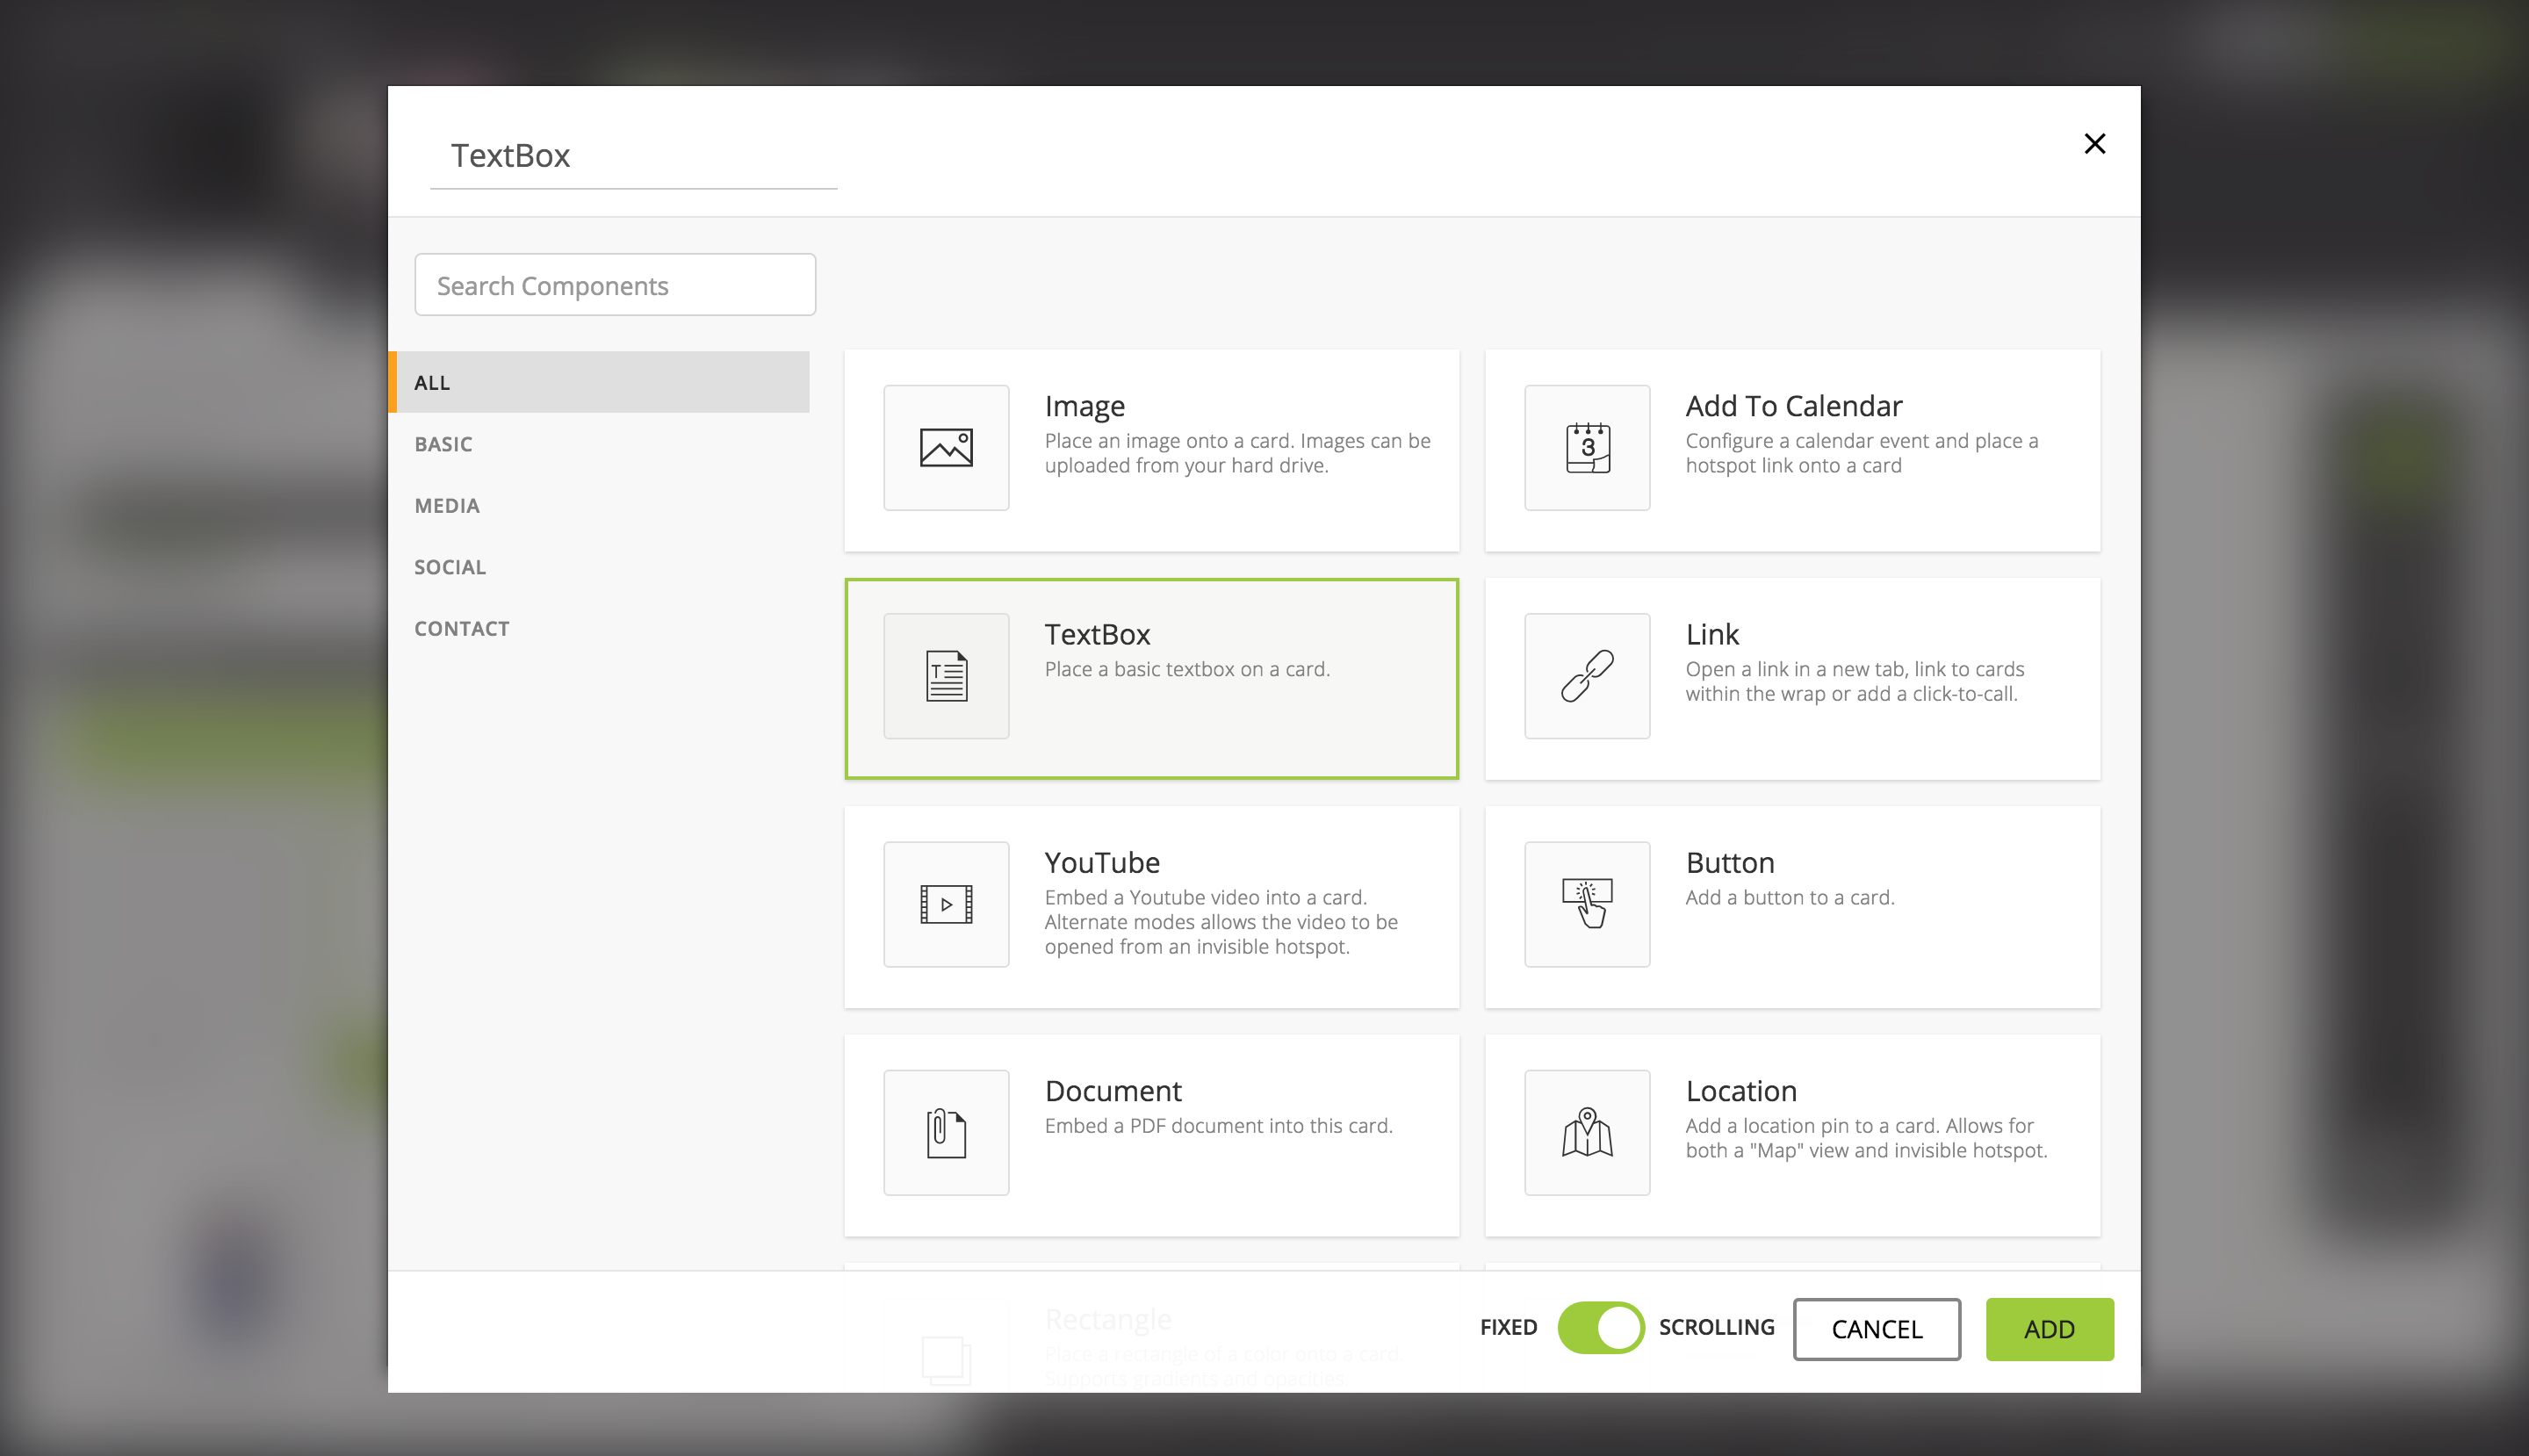 TextBox
Search Components
ALL
BASIC
MEDIA
SOCIAL
CONTACT
Image
Place an image onto a card. Images can be
uploaded from your hard drive.
Add To Calendar
3
Configure a calendar event and place a
hotspot link onto a card
TextBox
T
Place a basic textbox on a card.
Link
Open a link in a new tab, link to cards
within the wrap or add a click-to-call.
YouTube
Embed a Youtube video into a card.
Alternate modes allows the video to be
opened from an invisible hotspot.
Button
Add a button to a card.
Document
Embed a PDF document into this card.
Location
Add a location pin to a card. Allows for
both a "Map" view and invisible hotspot.
Rectangle
Place a rectangle of a color onto a card.
Supports gradients and opacities.
FIXED
SCROLLING
CANCEL
ADD